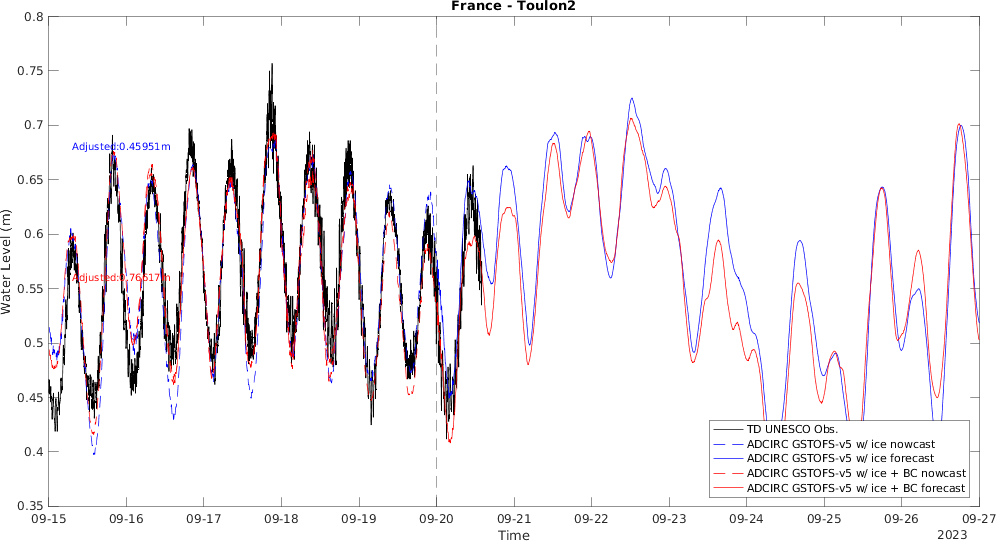 France - Toulon2
Water Level (m)
0.8
0.75
0.7
0.65
0.6
0.55
0.5
0.45
0.4
0.35
Adjusted:0.45951m
TD UNESCO Obs.
ADCIRC GSTOFS-v5 w/ ice nowcast
ADCIRC GSTOFS-v5 w/ ice forecast
ADCIRC GSTOFS-v5 w/ ice + BC nowcast
ADCIRC GSTOFS-v5 w/ ice + BC forecast
09-15 09-16 09-17 09-18 09-19 09-20 09-21 09-22 09-23 09-24 09-25 09-26 09-27
Time
2023